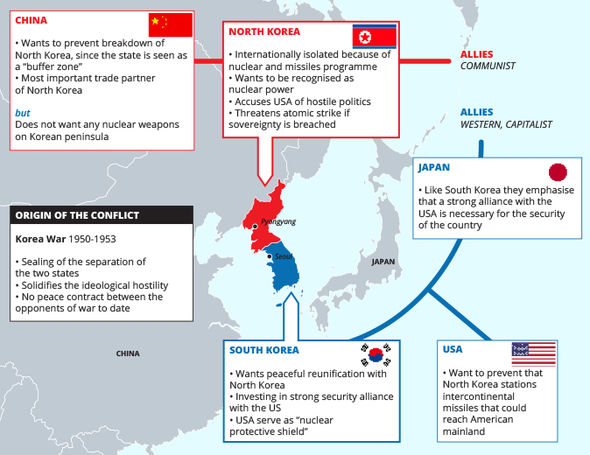 CHINA
• Wants to prevent breakdown of
North Korea, since the state is seen as
a "buffer zone"
• Most important trade partner
of North Korea
but
Does not want any nuclear weapons
on Korean peninsula
NORTH KOREA
• Internationally isolated because of
nuclear and missiles programme
• Wants to be recognised as
nuclear power
• Accuses USA of hostile politics
• Threatens atomic strike if
sovereignty is breached
ALLIES
COMMUNIST
ALLIES
WESTERN, CAPITALIST
JAPAN
• Like South Korea they emphasise
that a strong alliance with the
USA is necessary for the security
of the country
ORIGIN OF THE CONFLICT
Korea War 1950-1953
• Sealing of the separation of
the two states
• Solidifies the ideological hostility
• No peace contract between the
opponents of war to date
Pyongyang
Seoul
JAPAN
CHINA
SOUTH KOREA
• Wants peaceful reunification with
North Korea
• Investing in strong security alliance
with the US
• USA serve as "nuclear
protective shield"
USA
• Want to prevent that
North Korea stations
intercontinental
missiles that could
reach American
mainland